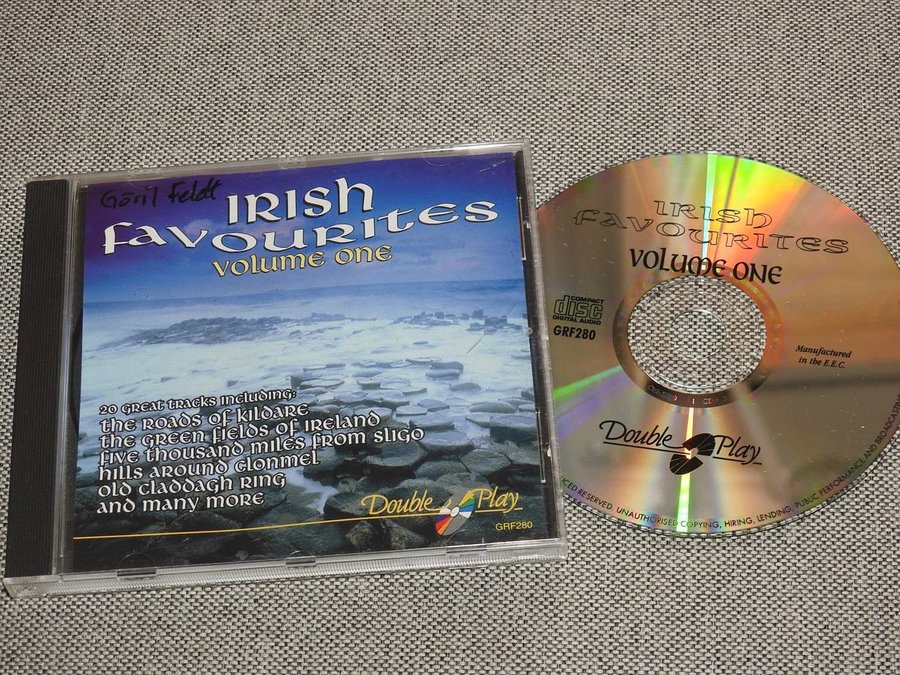 Göril Feldt
IRISH
FAVOURITES
VOLUME ONE
20 GREAT TRACKS INCLUDING:
THE ROADS OF KILDARE
THE GREEN FIELDS OF IRELAND
FIVE THOUSAND MILES FROM SLIGO
HILLS AROUND CLONMEL
OLD CLADDAGH RING
AND MANY MORE
Double Play
GRF280
IRISH
FAVOURITES
VOLUME ONE
COMPACT
disc
DIGITAL AUDIO
GRF280
Manufactured
in the E.E.C.
Double Play
RESERVED. UNAUTHORISED COPYING, HIRING, LENDING, PUBLIC PERFORMANCE AND